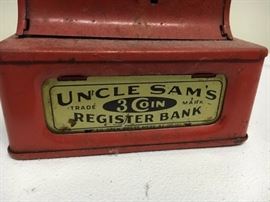 UNCLE SAM'S
TRADE 3 COIN MARK
REGISTER BANK